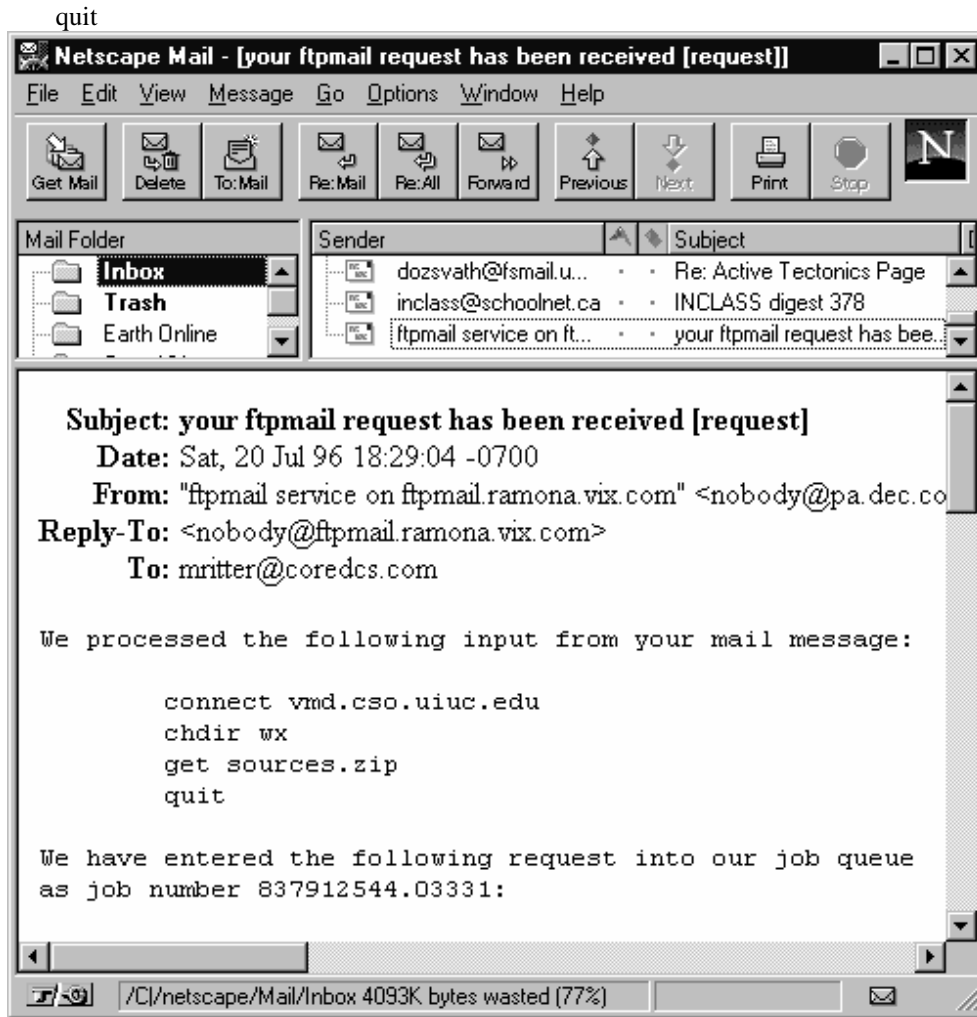 quit
Netscape Mail - [your ftpmail request has been received [request]]
File Edit View Message Go Options Window Help
Get Mail Delete To: Mail Re: Mail Re: All Forward Previous Next Print Stop N
Mail Folder Sender Subject
Inbox dozsvath@fsmail.u... Re: Active Tectonics Page
Trash inclass@schoolnet.ca INCLASS digest 378
Earth Online ftpmail service on ft... your ftpmail request has bee..
Subject: your ftpmail request has been received [request]
Date: Sat, 20 Jul 96 18:29:04 -0700
From: "ftpmail service on ftpmail.ramona.vix.com" <nobody@pa.dec.co
Reply-To: <nobody@ftpmail.ramona.vix.com>
To: mritter@coredcs.com
We processed the following input from your mail message:
connect vmd.cso.uiuc.edu
chdir wx
get sources.zip
quit
We have entered the following request into our job queue
as job number 837912544.03331:
/C|/netscape/Mail/Inbox 4093K bytes wasted (77%)